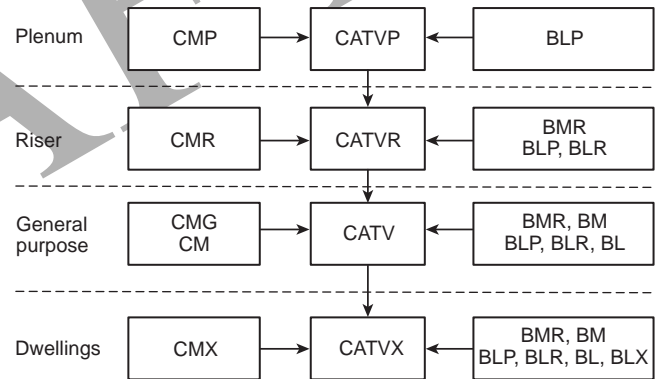 Plenum
CMP
CATVP
BLP
Riser
CMR
CATVR
BMR
BLP, BLR
General
purpose
CMG
CM
CATV
BMR, BM
BLP, BLR, BL
Dwellings
CMX
CATVX
BMR, BM
BLP, BLR, BL, BLX